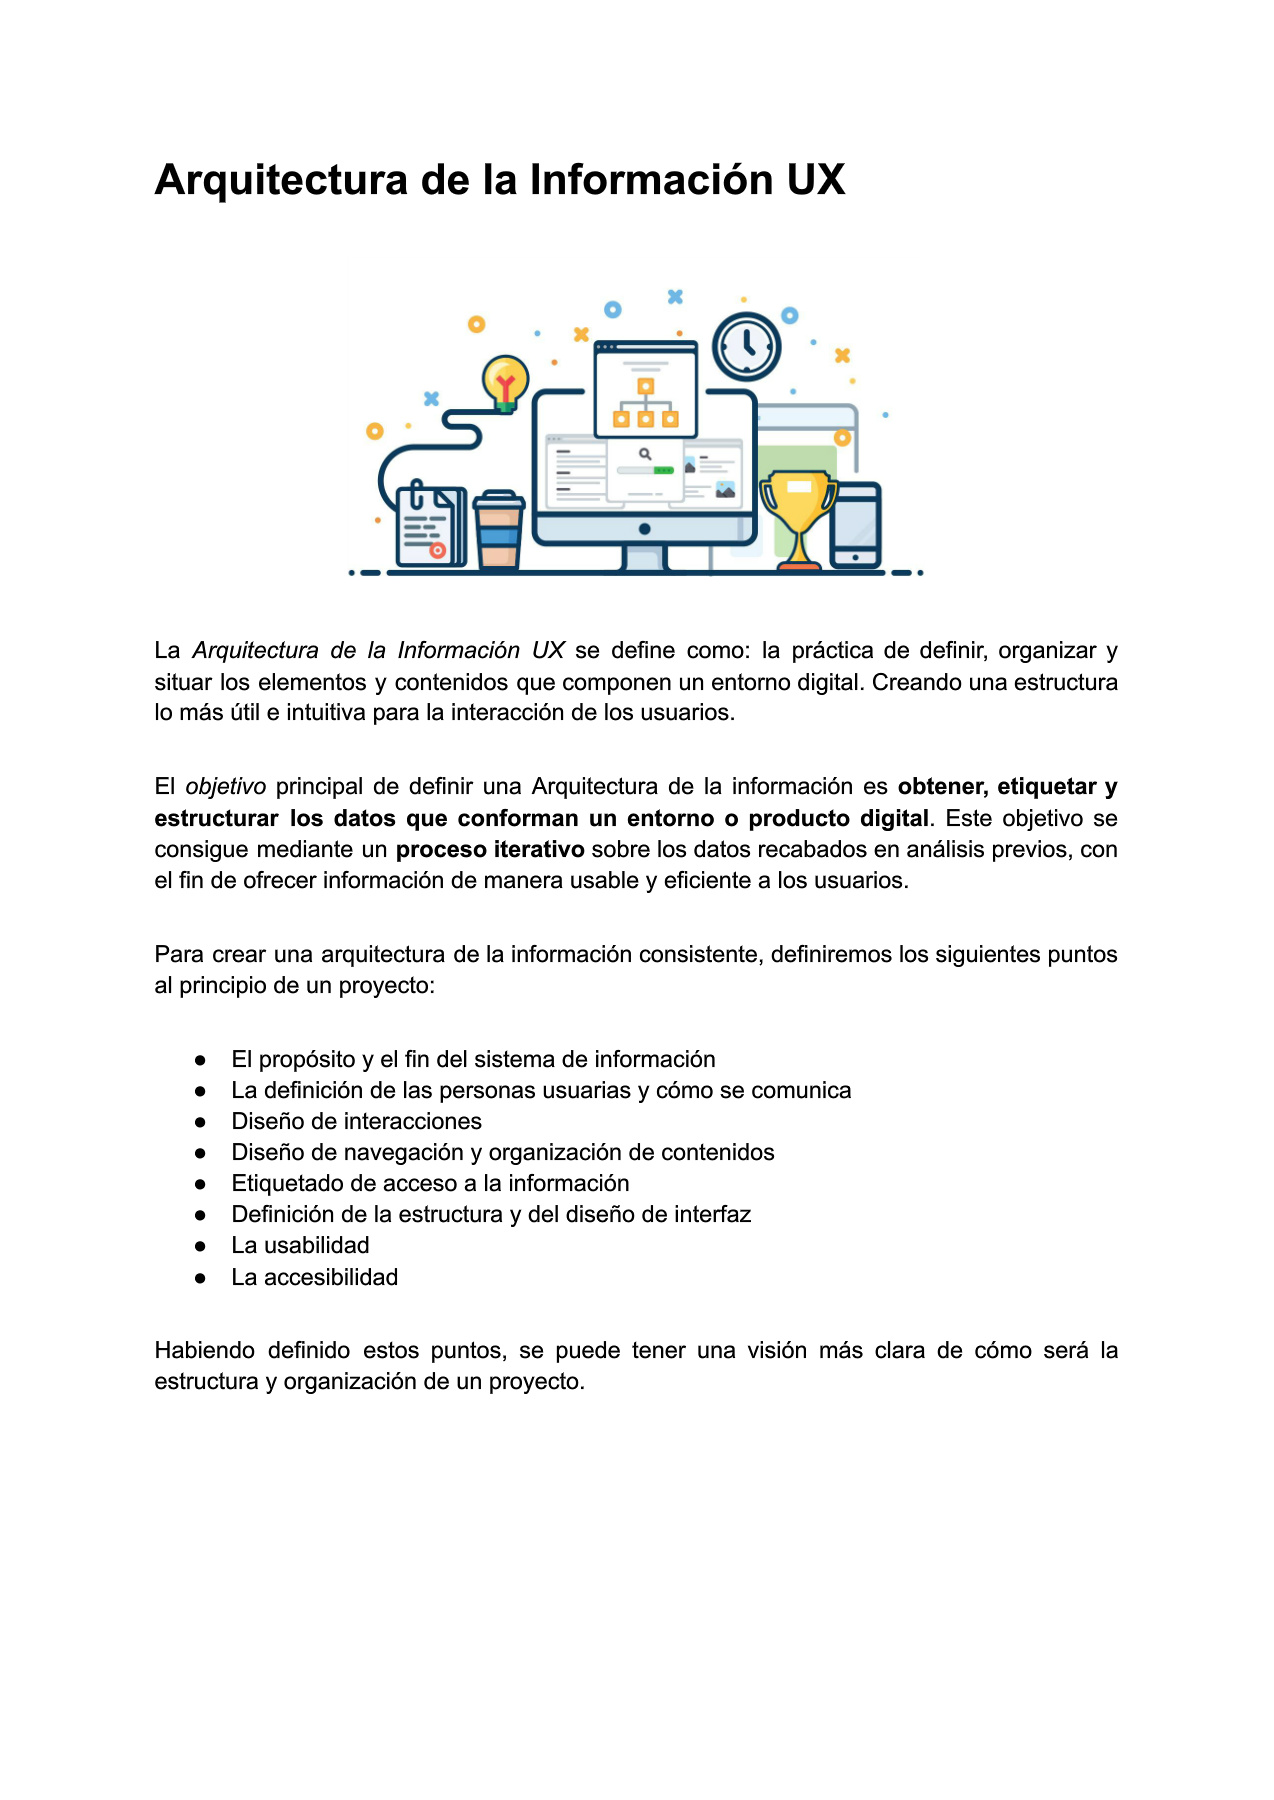 Arquitectura de la Información UX
La Arquitectura de la Información UX se define como: la práctica de definir, organizar y
situar los elementos y contenidos que componen un entorno digital. Creando una estructura
lo más útil e intuitiva para la interacción de los usuarios.
El objetivo principal de definir una Arquitectura de la información es obtener, etiquetar y
estructurar los datos que conforman un entorno o producto digital. Este objetivo se
consigue mediante un proceso iterativo sobre los datos recabados en análisis previos, con
el fin de ofrecer información de manera usable y eficiente a los usuarios.
Para crear una arquitectura de la información consistente, definiremos los siguientes puntos
al principio de un proyecto:
● El propósito y el fin del sistema de información
● La definición de las personas usuarias y cómo se comunica
● Diseño de interacciones
● Diseño de navegación y organización de contenidos
● Etiquetado de acceso a la información
● Definición de la estructura y del diseño de interfaz
● La usabilidad
● La accesibilidad
Habiendo definido estos puntos, se puede tener una visión más clara de cómo será la
estructura y organización de un proyecto.